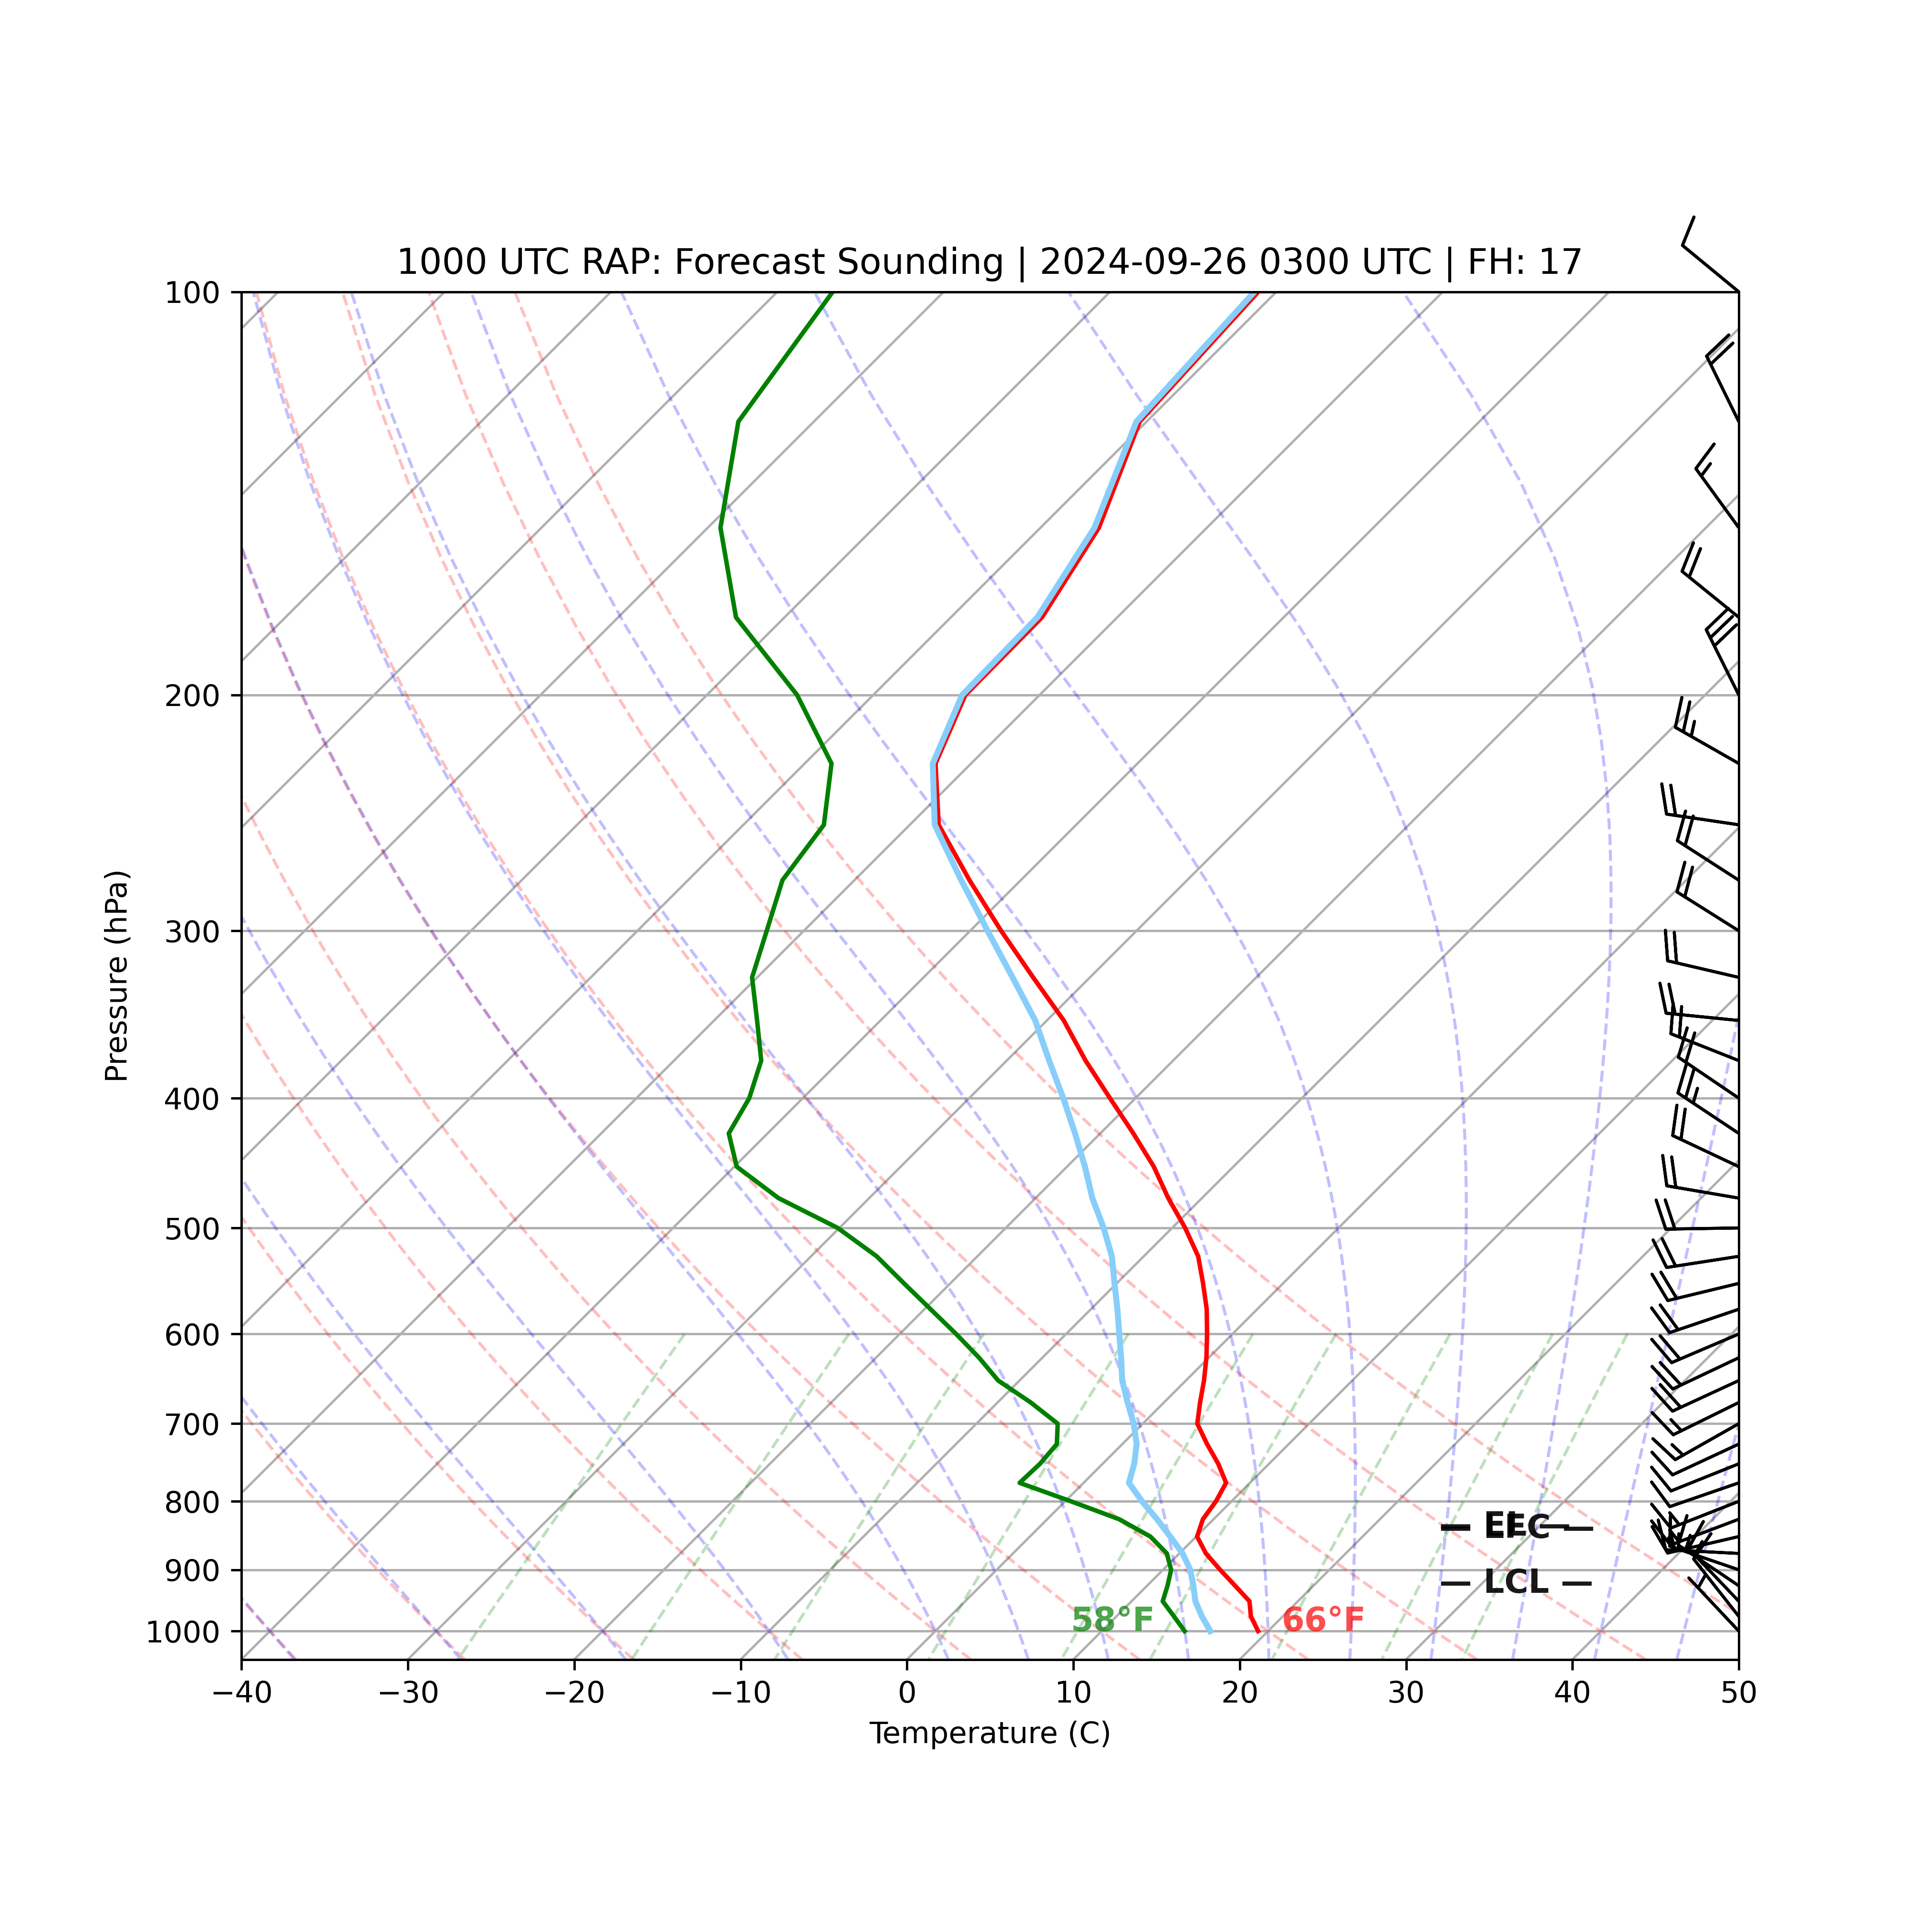 1000 UTC RAP: Forecast Sounding | 2024-09-26 0300 UTC | FH: 17
100
200
300
400
500
600
700
800
900
1000
Pressure (hPa)
— EL —
— LCL —
58°F
66°F
−40 −30 −20 −10 0 10 20 30 40 50
Temperature (C)